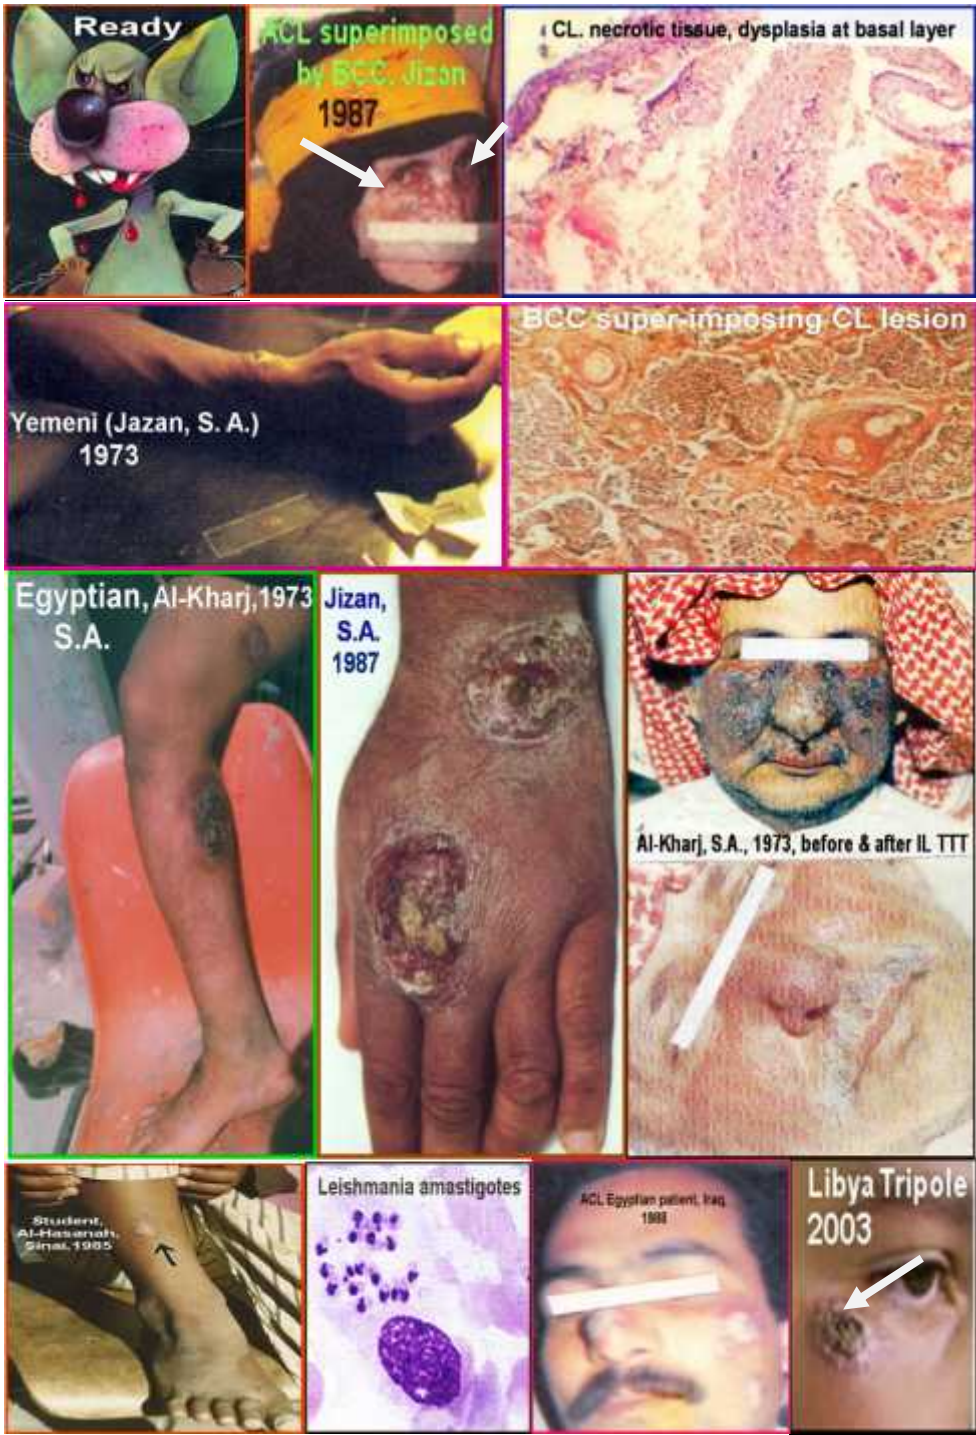 Ready
ACL superimposed
by BCC. Jizan
1987
CL. necrotic tissue, dysplasia at basal layer
Yemeni (Jazan, S. A.)
1973
BCC super-imposing CL lesion
Egyptian, Al-Kharj,1973
S.A.
Jizan,
S.A.
1987
Al-Kharj, S.A., 1973, before & after IL TTT
Student,
Al-Hasanah,
Sinai,1985
Leishmania amastigotes
ACL Egyptian patient, Iraq,
1988
Libya Tripole
2003